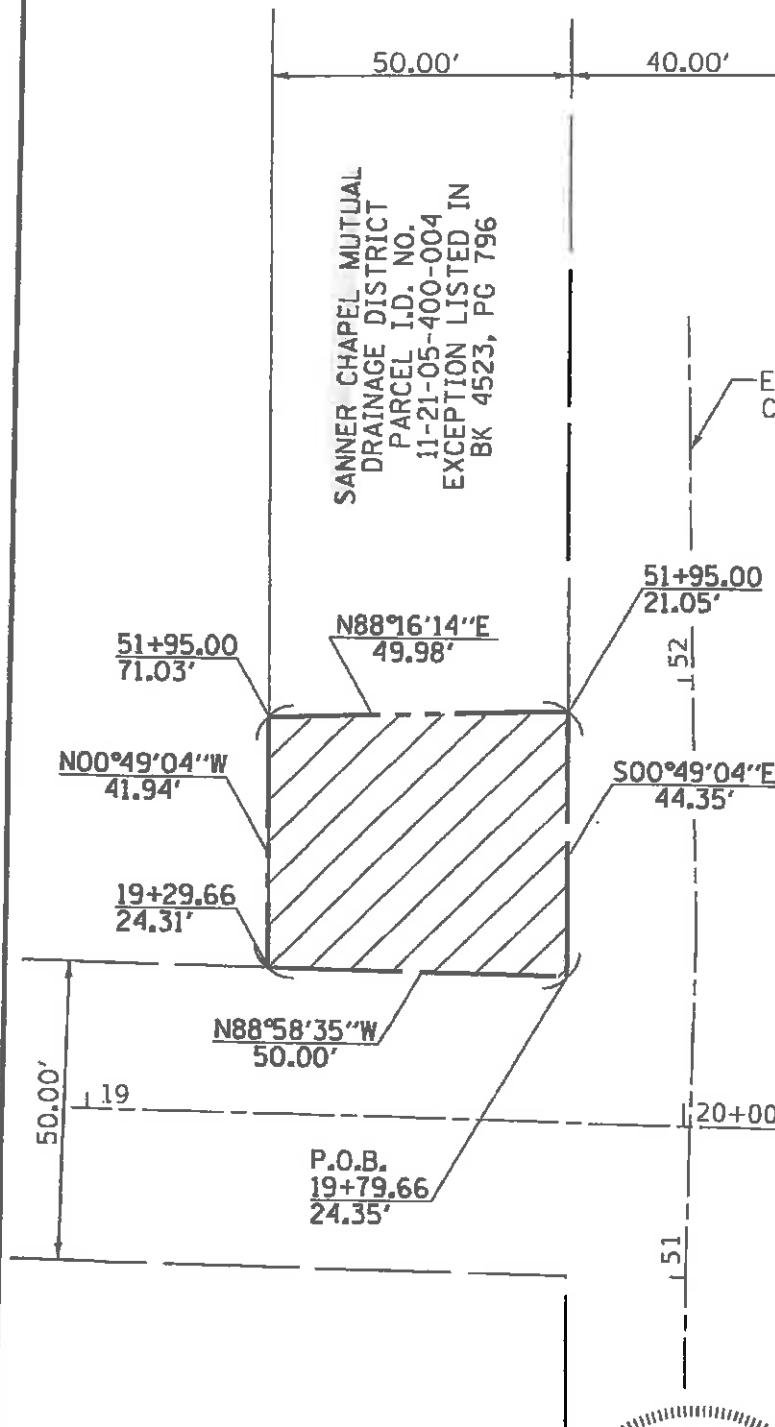 50.00'
40.00'
SANNER CHAPEL MUTUAL
DRAINAGE DISTRICT
PARCEL I.D. NO.
11-21-05-400-004
EXCEPTION LISTED IN
BK 4523, PG 796
E
C
51+95.00
21.05'
N88°16'14"E
49.98'
51+95.00
71.03'
52
N00°49'04"W
41.94'
S00°49'04"E
44.35'
19+29.66
24.31'
N88°58'35"W
50.00'
50.00'
19
20+00
P.O.B.
19+79.66
24.35'
51